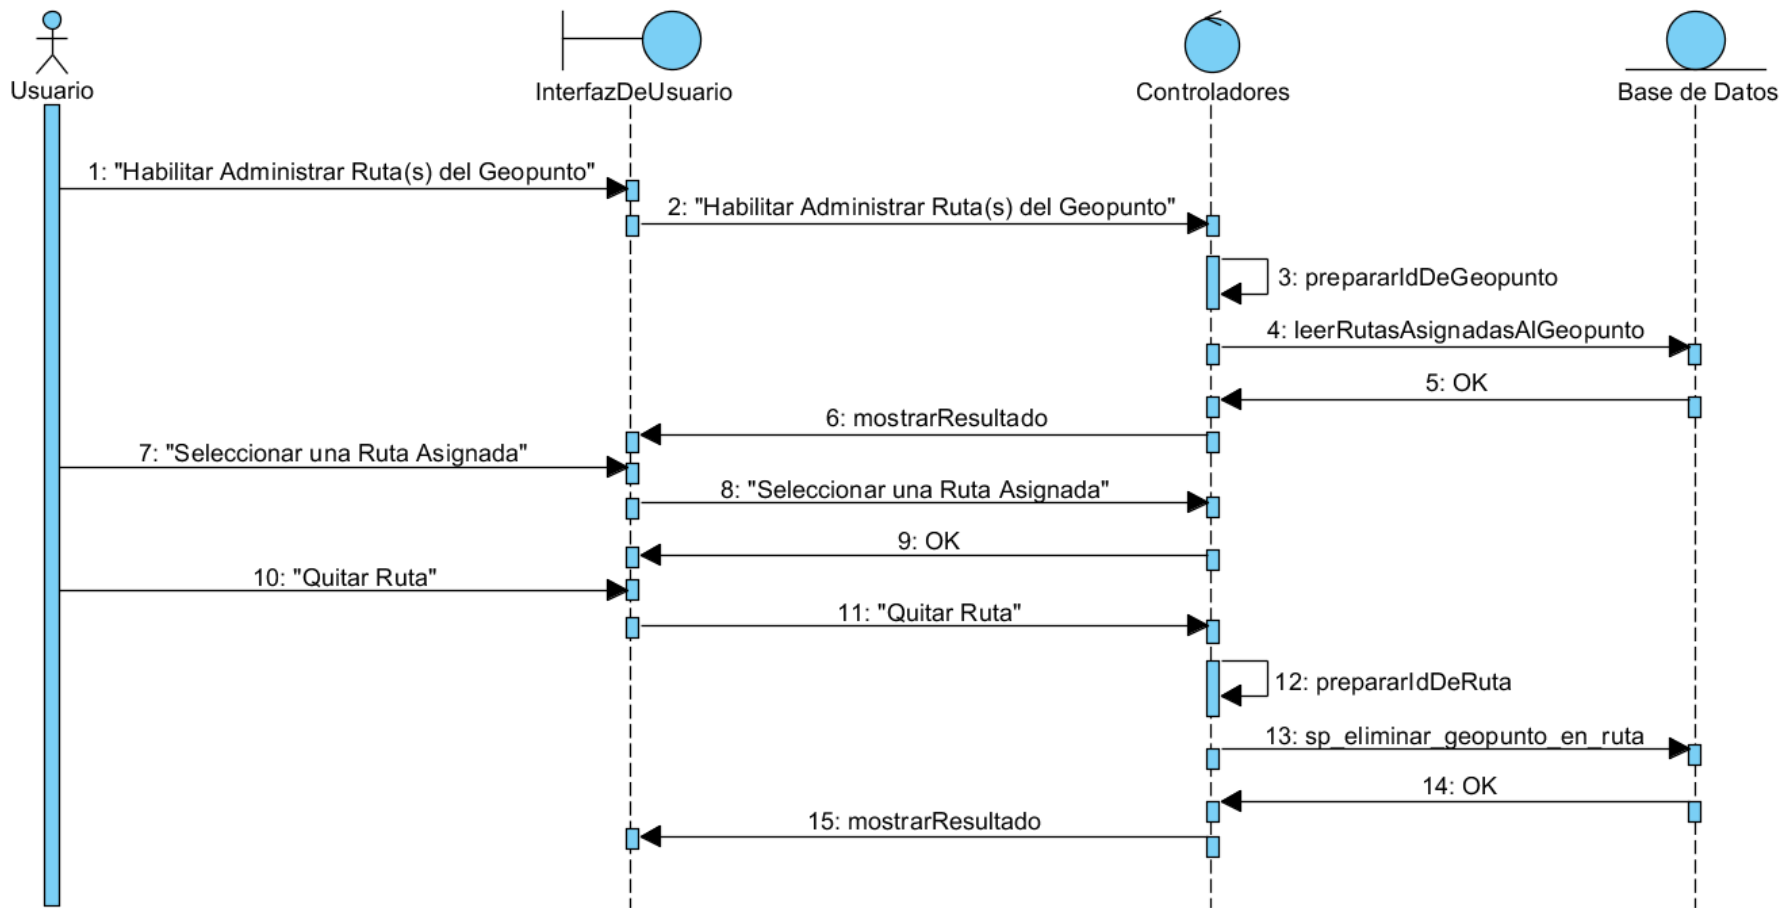 Usuario
InterfazDeUsuario
Controladores
Base de Datos
1: "Habilitar Administrar Ruta(s) del Geopunto"
2: "Habilitar Administrar Ruta(s) del Geopunto"
3: prepararIdDeGeopunto
4: leerRutasAsignadasAlGeopunto
5: OK
6: mostrarResultado
7: "Seleccionar una Ruta Asignada"
8: "Seleccionar una Ruta Asignada"
9: OK
10: "Quitar Ruta"
11: "Quitar Ruta"
12: prepararIdDeRuta
13: sp_eliminar_geopunto_en_ruta
14: OK
15: mostrarResultado